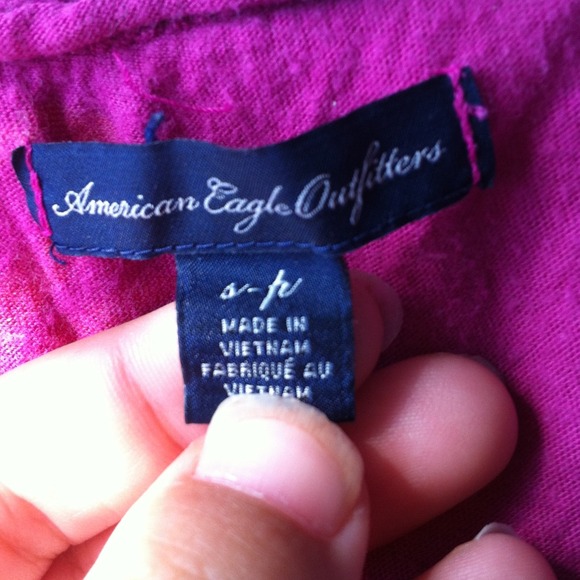 American Eagle Outfitters
s-p
MADE IN
VIETNAM
FABRIQUÉ AU
VIETNAM